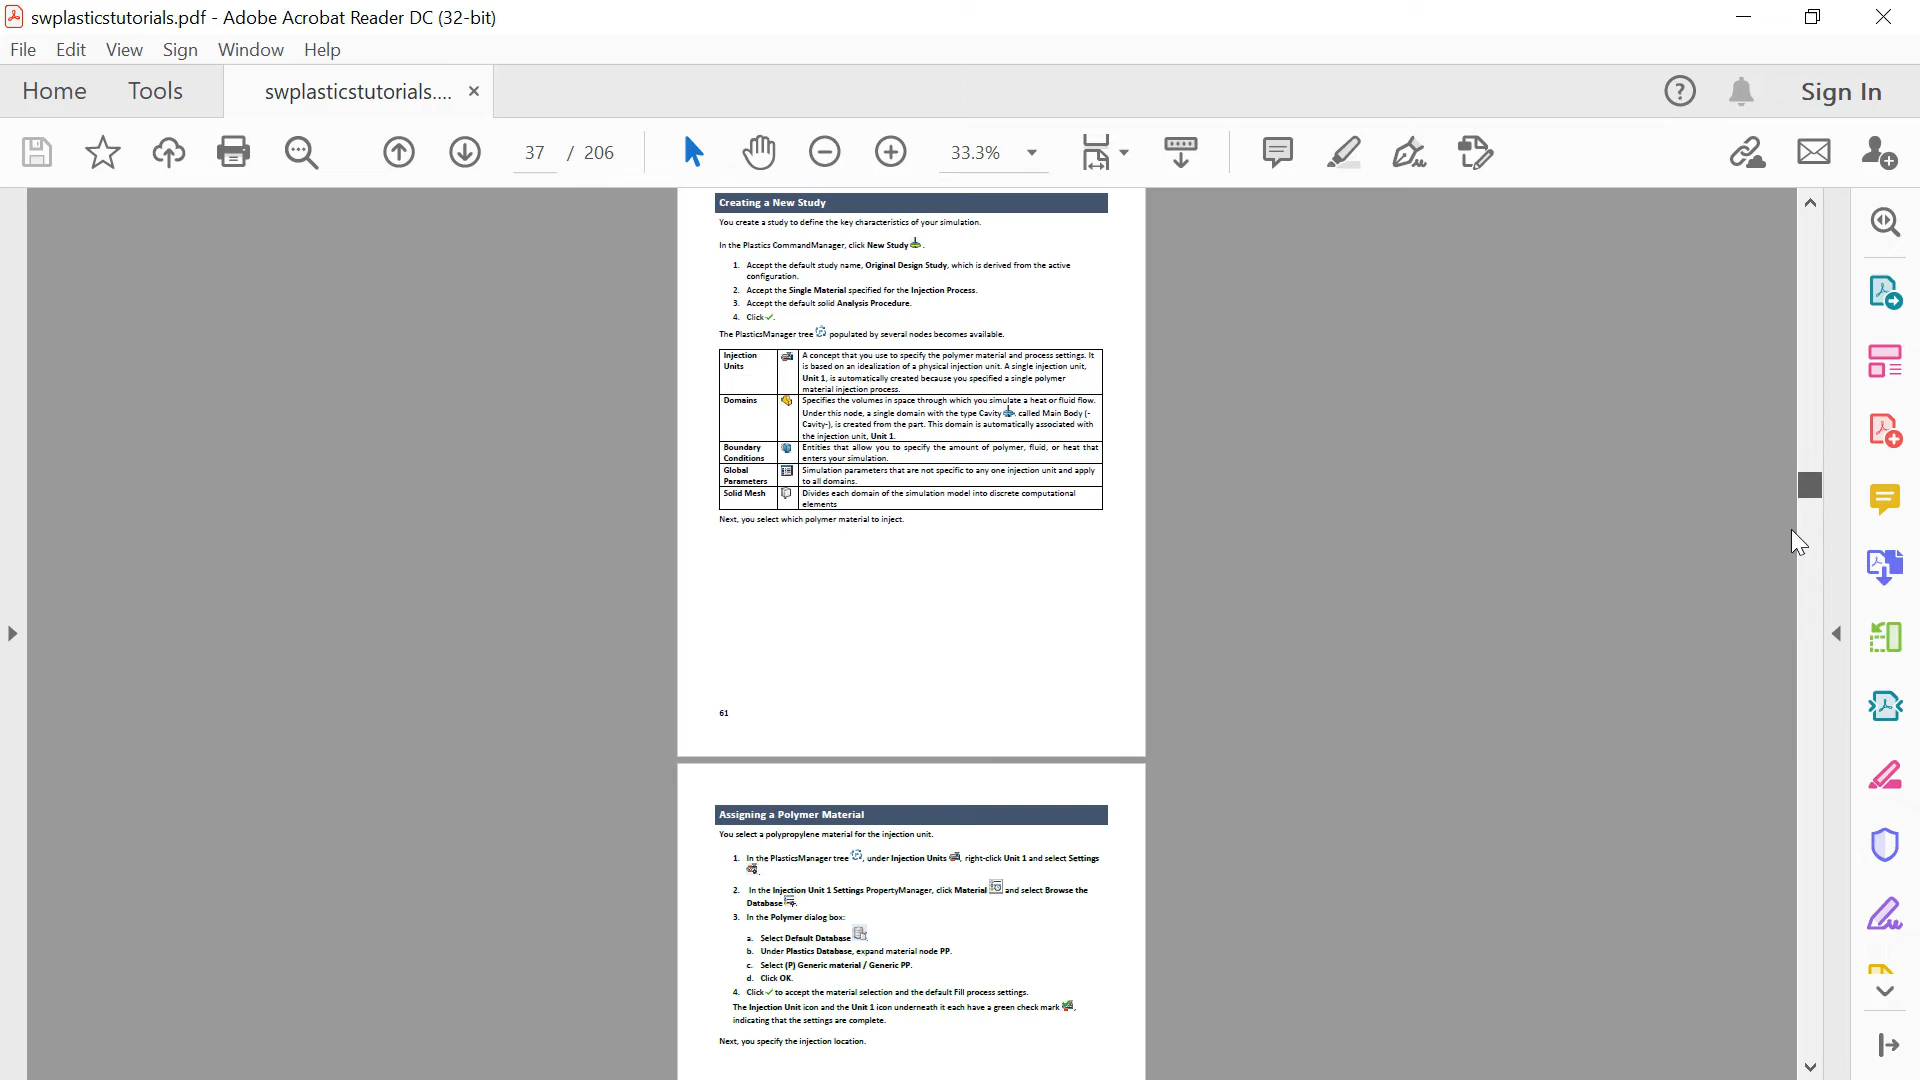 swplasticstutorials.pdf - Adobe Acrobat Reader DC (32-bit)
File Edit View Sign Window Help
Home Tools swplasticstutorials.... × Sign In
37 / 206 33.3%
Creating a New Study
You create a study to define the key characteristics of your simulation.
In the Plastics CommandManager, click New Study .
1. Accept the default study name, Original Design Study, which is derived from the active
configuration.
2. Accept the Single Material specified for the Injection Process.
3. Accept the default solid Analysis Procedure.
4. Click ✓.
The PlasticsManager tree populated by several nodes becomes available.
Injection
Units
A concept that you use to specify the polymer material and process settings. It
is based on an idealization of a physical injection unit. A single injection unit,
Unit 1, is automatically created because you specified a single polymer
material injection process.
Domains
Specifies the volumes in space through which you simulate a heat or fluid flow.
Under this node, a single domain with the type Cavity , called Main Body (-
Cavity-), is created from the part. This domain is automatically associated with
the injection unit, Unit 1.
Boundary
Conditions
Entities that allow you to specify the amount of polymer, fluid, or heat that
enters your simulation.
Global
Parameters
Simulation parameters that are not specific to any one injection unit and apply
to all domains.
Solid Mesh
Divides each domain of the simulation model into discrete computational
elements
Next, you select which polymer material to inject.
61
Assigning a Polymer Material
You select a polypropylene material for the injection unit.
1. In the PlasticsManager tree , under Injection Units , right-click Unit 1 and select Settings
.
2. In the Injection Unit 1 Settings PropertyManager, click Material and select Browse the
Database .
3. In the Polymer dialog box:
a. Select Default Database .
b. Under Plastics Database, expand material node PP.
c. Select (P) Generic material / Generic PP.
d. Click OK.
4. Click ✓ to accept the material selection and the default Fill process settings.
The Injection Unit icon and the Unit 1 icon underneath it each have a green check mark ,
indicating that the settings are complete.
Next, you specify the injection location.